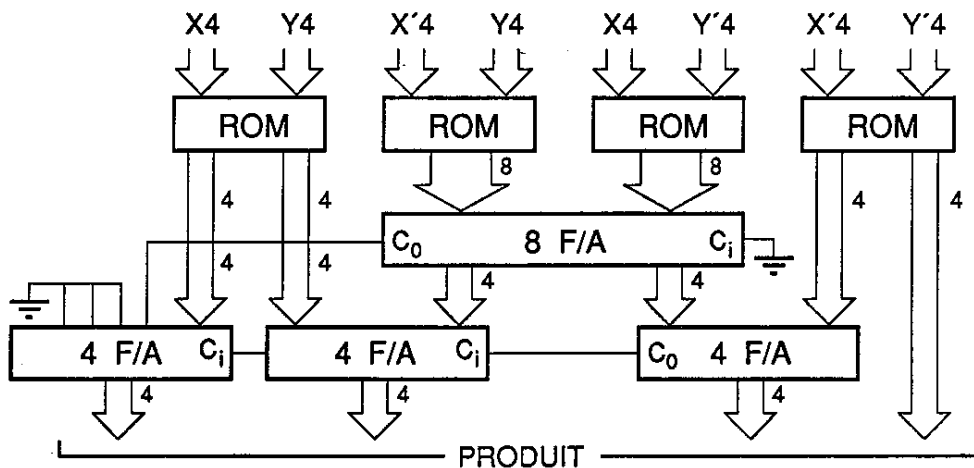 X4 Y4 X´4 Y4 X4 Y´4 X´4 Y´4
ROM ROM ROM ROM
8 8
4 4 4 4
C₀ 8 F/A Cᵢ
4 4 4 4 4
4 F/A Cᵢ 4 F/A Cᵢ C₀ 4 F/A
4 4 4
PRODUIT